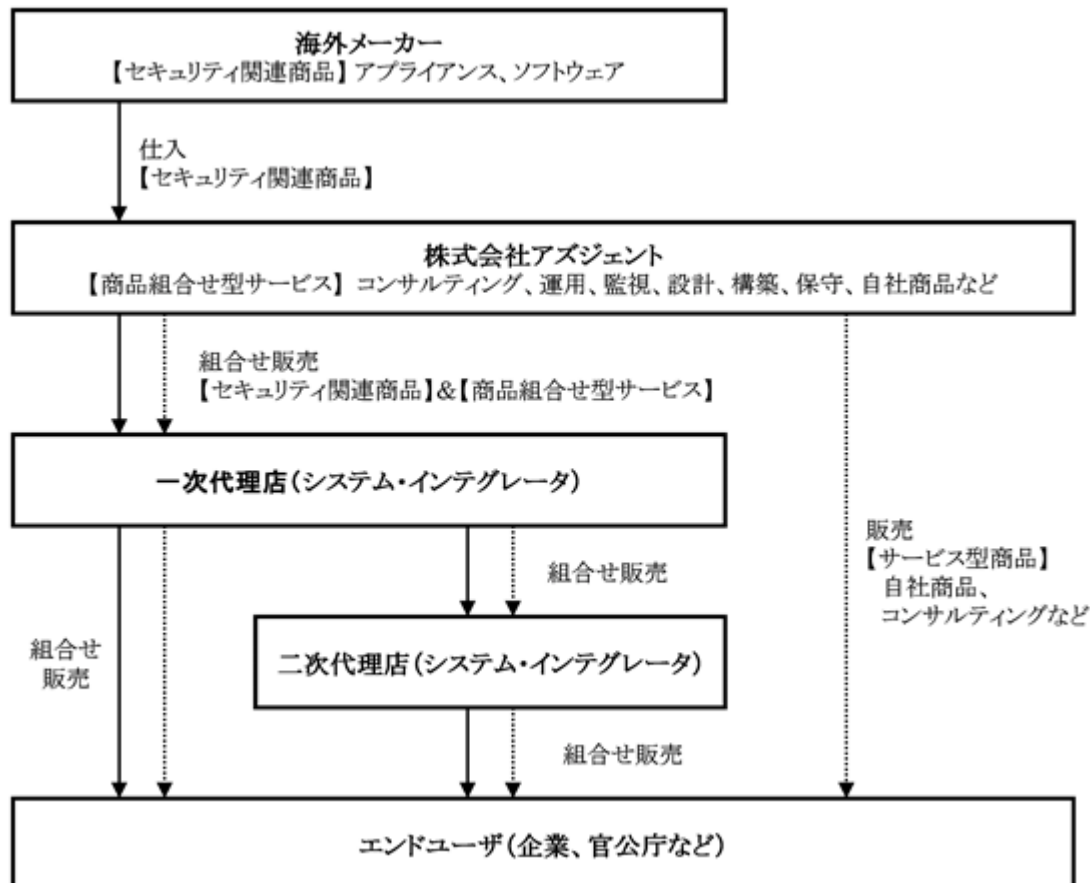 海外メーカー
【セキュリティ関連商品】アプライアンス、ソフトウェア
仕入
【セキュリティ関連商品】
株式会社アズジェント
【商品組合せ型サービス】 コンサルティング、運用、監視、設計、構築、保守、自社商品など
組合せ販売
【セキュリティ関連商品】&【商品組合せ型サービス】
一次代理店(システム・インテグレータ)
販売
【サービス型商品】
自社商品、
コンサルティングなど
組合せ販売
組合せ
販売
二次代理店(システム・インテグレータ)
組合せ販売
エンドユーザ(企業、官公庁など)